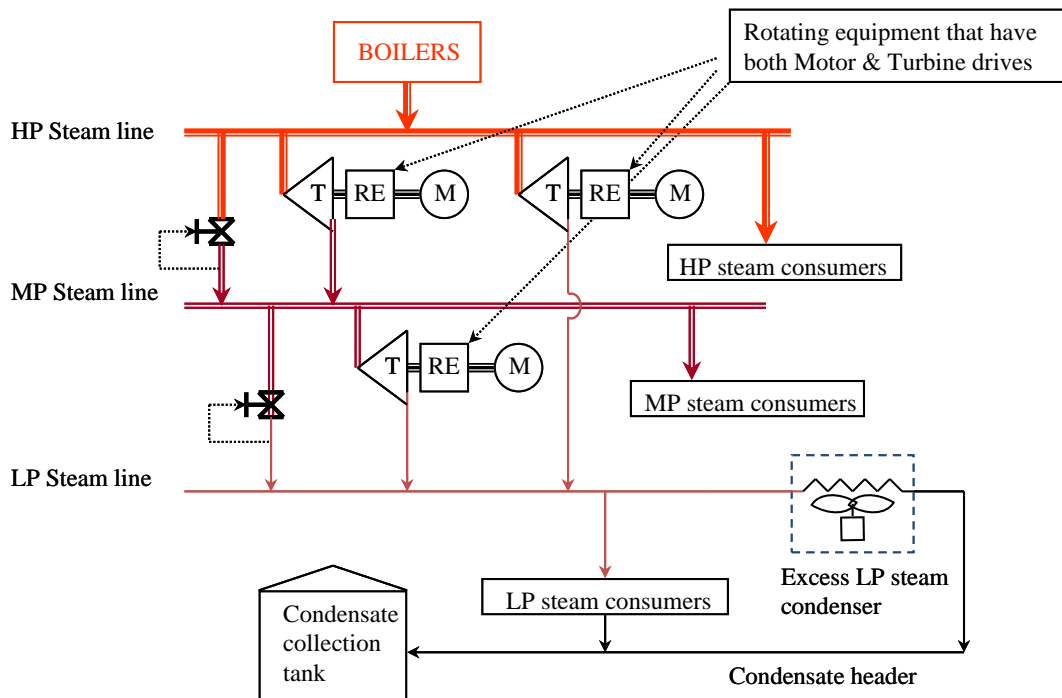 BOILERS
Rotating equipment that have
both Motor & Turbine drives
HP Steam line
T
RE
M
T
RE
M
HP steam consumers
MP Steam line
T
RE
M
MP steam consumers
LP Steam line
Excess LP steam
condenser
LP steam consumers
Condensate
collection
tank
Condensate header